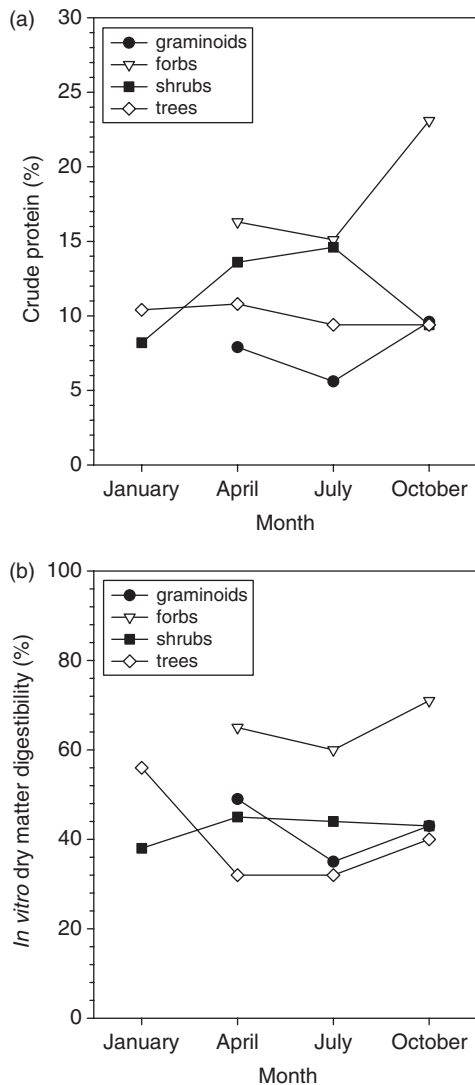 (a)
30
25
20
15
10
5
0
Crude protein (%)
graminoids
forbs
shrubs
trees
January April July October
Month
(b)
100
80
60
40
20
0
In vitro dry matter digestibility (%)
graminoids
forbs
shrubs
trees
January April July October
Month